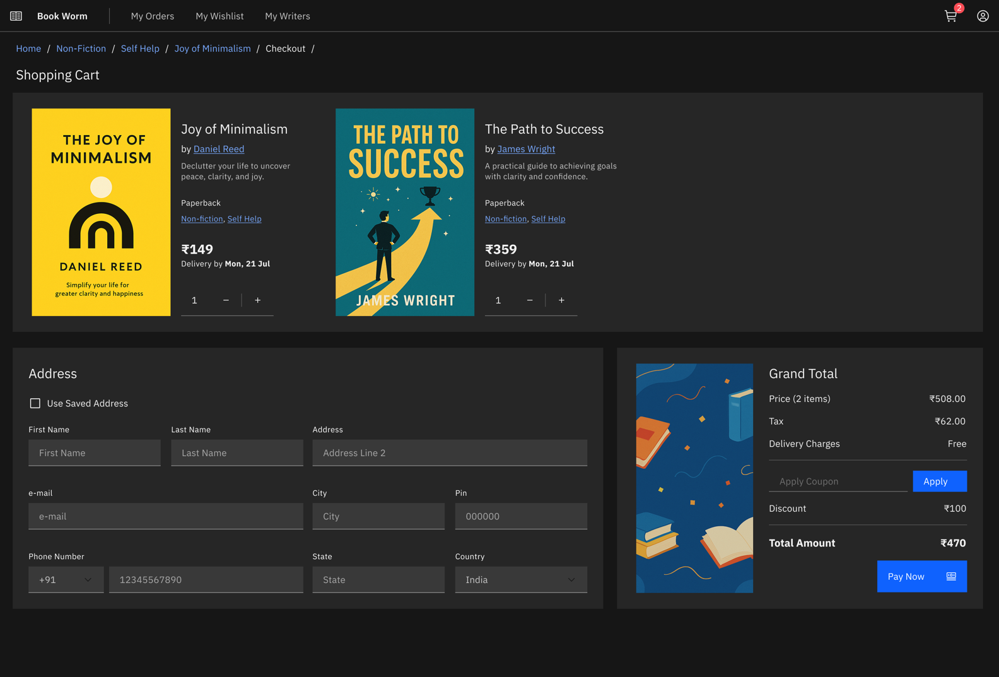 Book Worm
My Orders
My Wishlist
My Writers
2
Home / Non-Fiction / Self Help / Joy of Minimalism / Checkout /
Shopping Cart
THE JOY OF
MINIMALISM
DANIEL REED
Simplify your life for
greater clarity and happiness
Joy of Minimalism
by Daniel Reed
Declutter your life to uncover
peace, clarity, and joy.
Paperback
Non-fiction, Self Help
₹149
Delivery by Mon, 21 Jul
1 − +
THE PATH TO
SUCCESS
JAMES WRIGHT
The Path to Success
by James Wright
A practical guide to achieving goals
with clarity and confidence.
Paperback
Non-fiction, Self Help
₹359
Delivery by Mon, 21 Jul
1 − +
Address
Use Saved Address
First Name
First Name
Last Name
Last Name
Address
Address Line 2
e-mail
e-mail
City
City
Pin
000000
Phone Number
+91
12345567890
State
State
Country
India
Grand Total
Price (2 items) ₹508.00
Tax ₹62.00
Delivery Charges Free
Apply Coupon
Apply
Discount ₹100
Total Amount ₹470
Pay Now